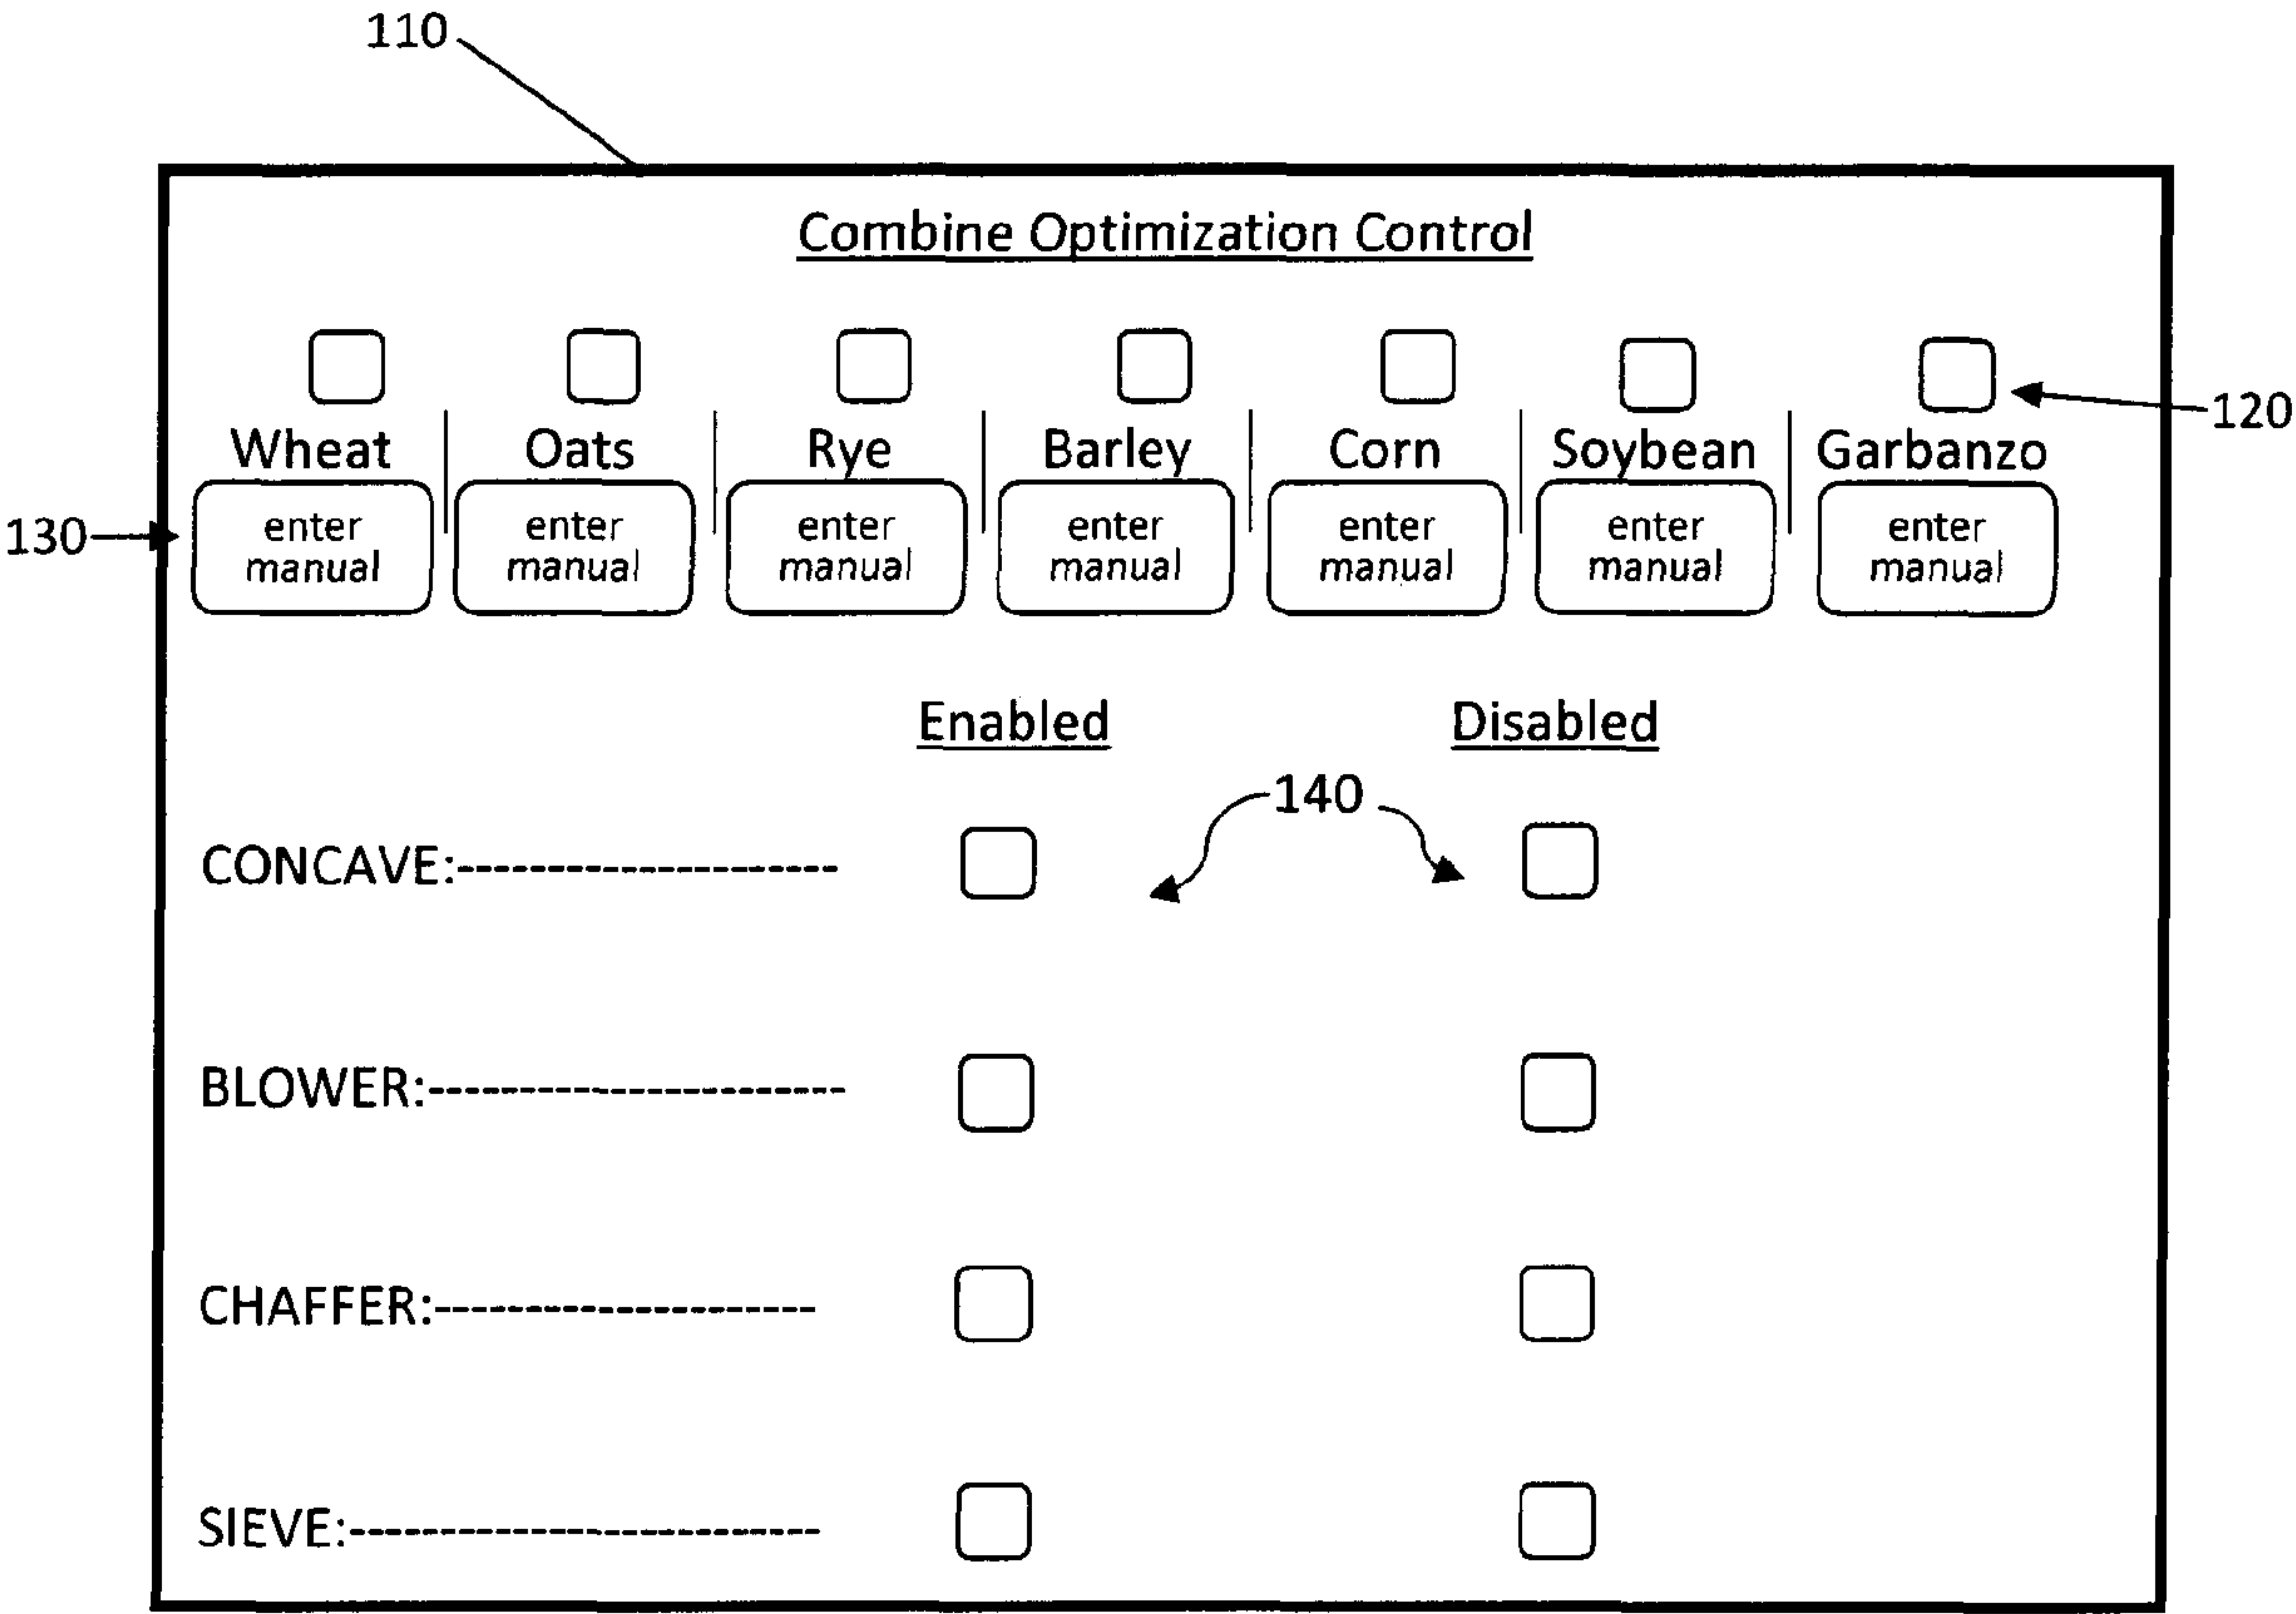 110
Combine Optimization Control
120
Wheat Oats Rye Barley Corn Soybean Garbanzo
130
enter manual enter manual enter manual enter manual enter manual enter manual enter manual
Enabled Disabled
140
CONCAVE:--------------------
BLOWER:----------------------
CHAFFER:--------------------
SIEVE:-------------------------